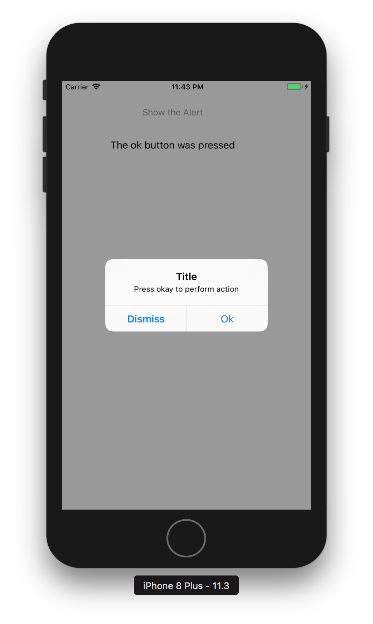 Carrier 11:43 PM
Show the Alert
The ok button was pressed
Title
Press okay to perform action
Dismiss Ok
iPhone 8 Plus - 11.3